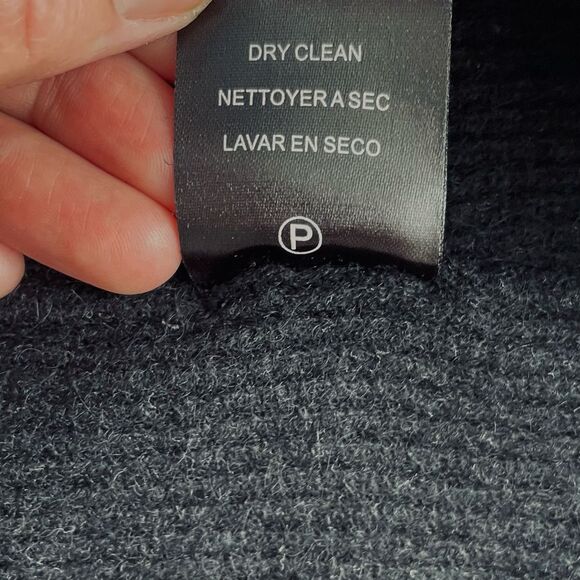 DRY CLEAN
NETTOYER A SEC
LAVAR EN SECO
P